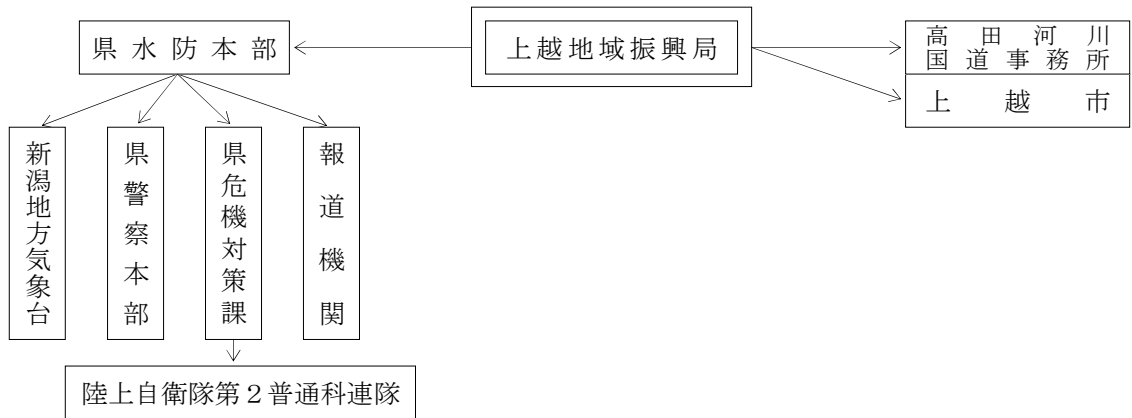 県水防本部
上越地域振興局
高田河川
国道事務所
上越市
新潟地方気象台
県警察本部
県危機対策課
報道機関
陸上自衛隊第２普通科連隊